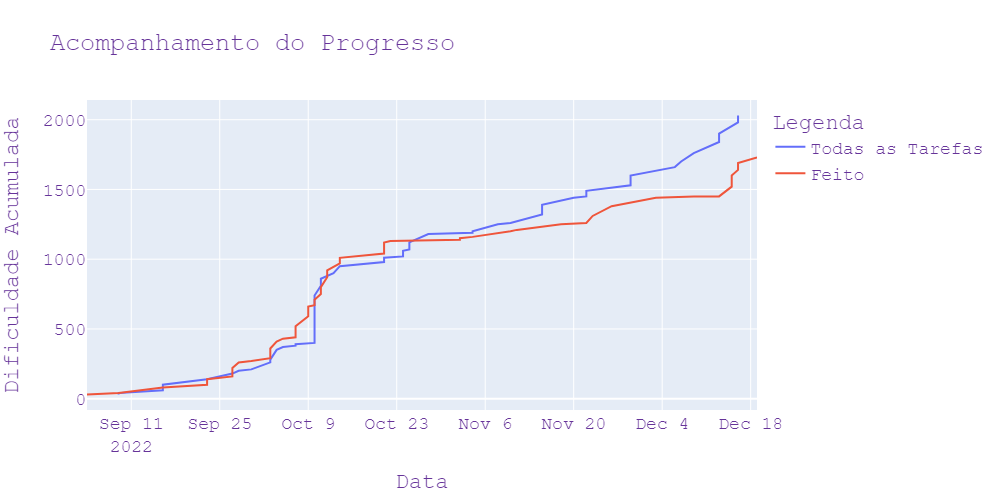 Acompanhamento do Progresso
Dificuldade Acumulada
2000
1500
1000
500
0
Sep 11
2022
Sep 25
Oct 9
Oct 23
Nov 6
Nov 20
Dec 4
Dec 18
Data
Legenda
Todas as Tarefas
Feito